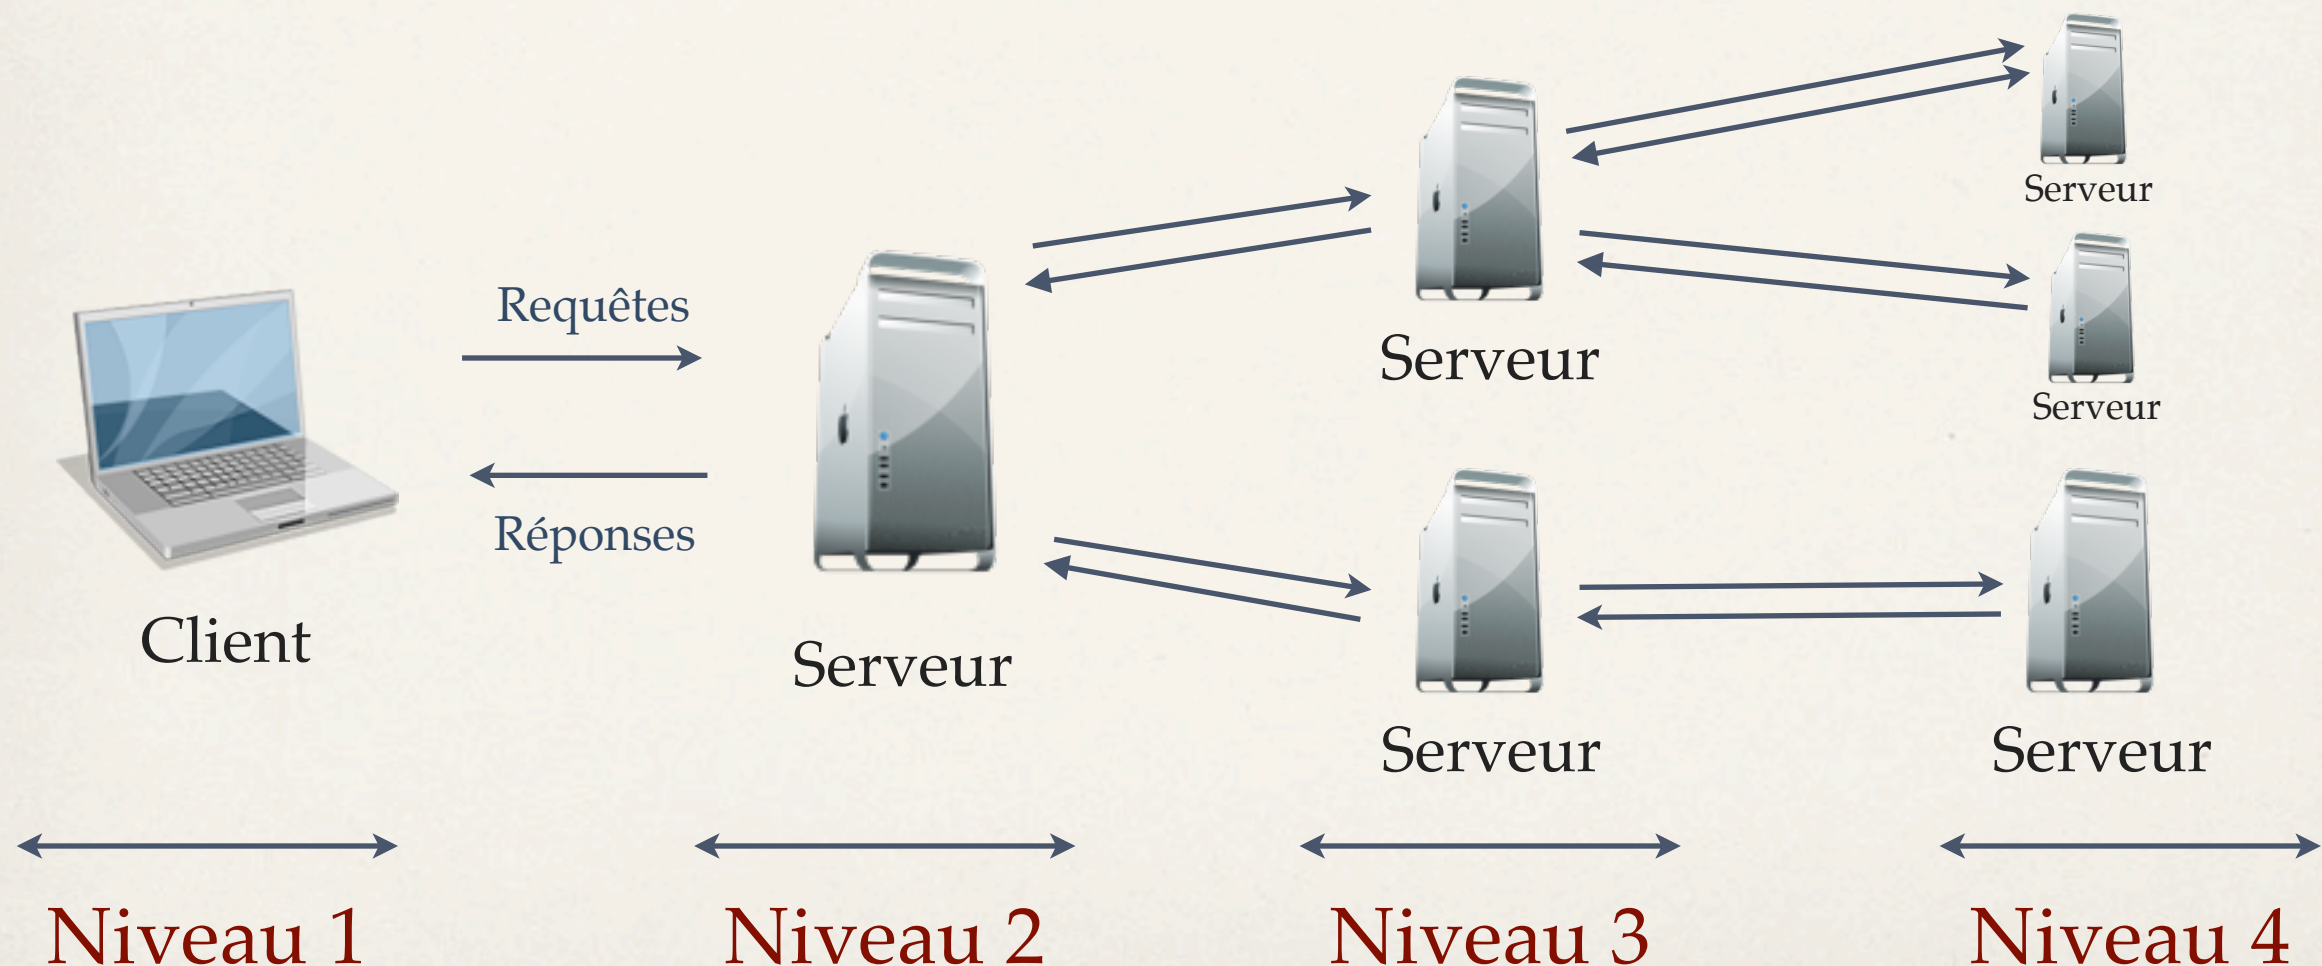 Serveur
Serveur
Requêtes
Serveur
Réponses
Client
Serveur
Serveur
Serveur
Niveau 1
Niveau 2
Niveau 3
Niveau 4